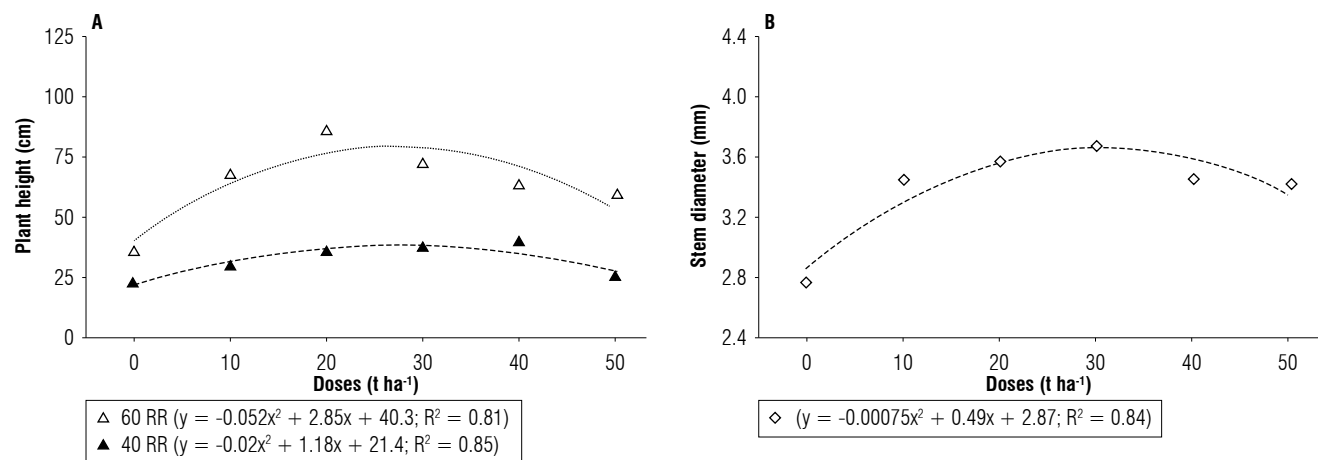 A
125
100
75
50
25
0
Plant height (cm)
0 10 20 30 40 50
Doses (t ha⁻¹)
△ 60 RR (y = -0.052x² + 2.85x + 40.3; R² = 0.81)
▲ 40 RR (y = -0.02x² + 1.18x + 21.4; R² = 0.85)
B
4.4
4.0
3.6
3.2
2.8
2.4
Stem diameter (mm)
0 10 20 30 40 50
Doses (t ha⁻¹)
◇ (y = -0.00075x² + 0.49x + 2.87; R² = 0.84)